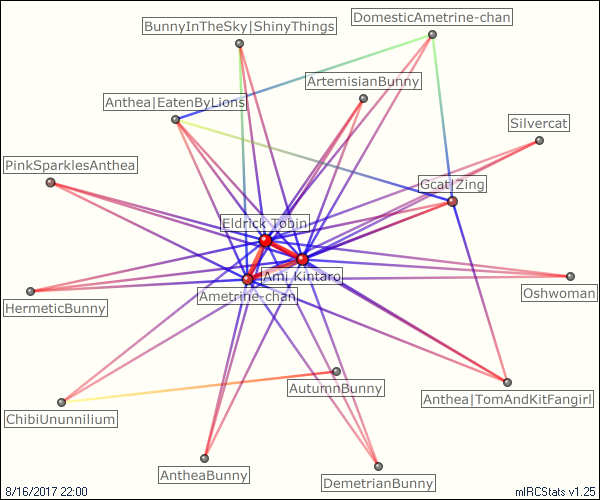 DomesticAmetrine-chan
BunnyInTheSky|ShinyThings
ArtemisianBunny
Anthea|EatenByLions
Silvercat
PinkSparklesAnthea
Gcat|Zing
Eldrick_Tobin
Ami_Kintaro
Ametrine-chan
Oshwoman
HermeticBunny
AutumnBunny
Anthea|TomAndKitFangirl
ChibiUnunnilium
AntheaBunny
DemetrianBunny
8/16/2017 22:00 mIRCStats v1.25